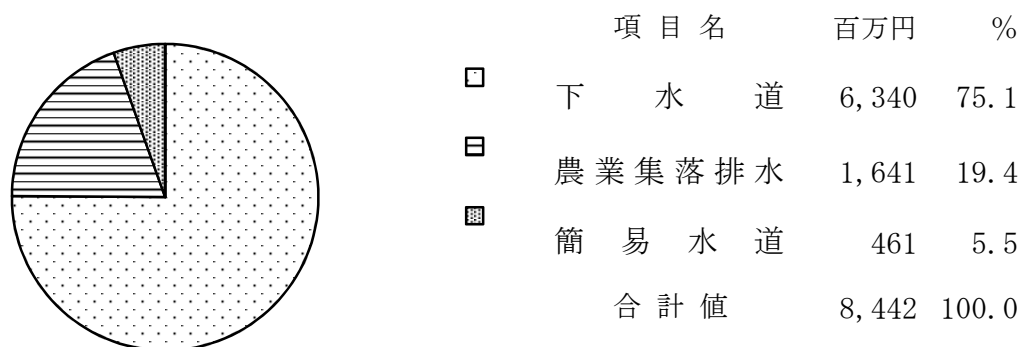 項目名 百万円 %
下水道 6,340 75.1
農業集落排水 1,641 19.4
簡易水道 461 5.5
合計値 8,442 100.0